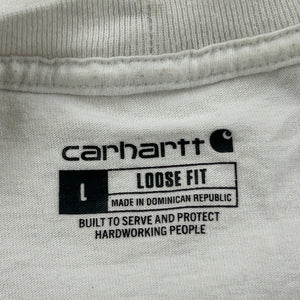 carhartt
L LOOSE FIT
MADE IN DOMINICAN REPUBLIC
BUILT TO SERVE AND PROTECT
HARDWORKING PEOPLE